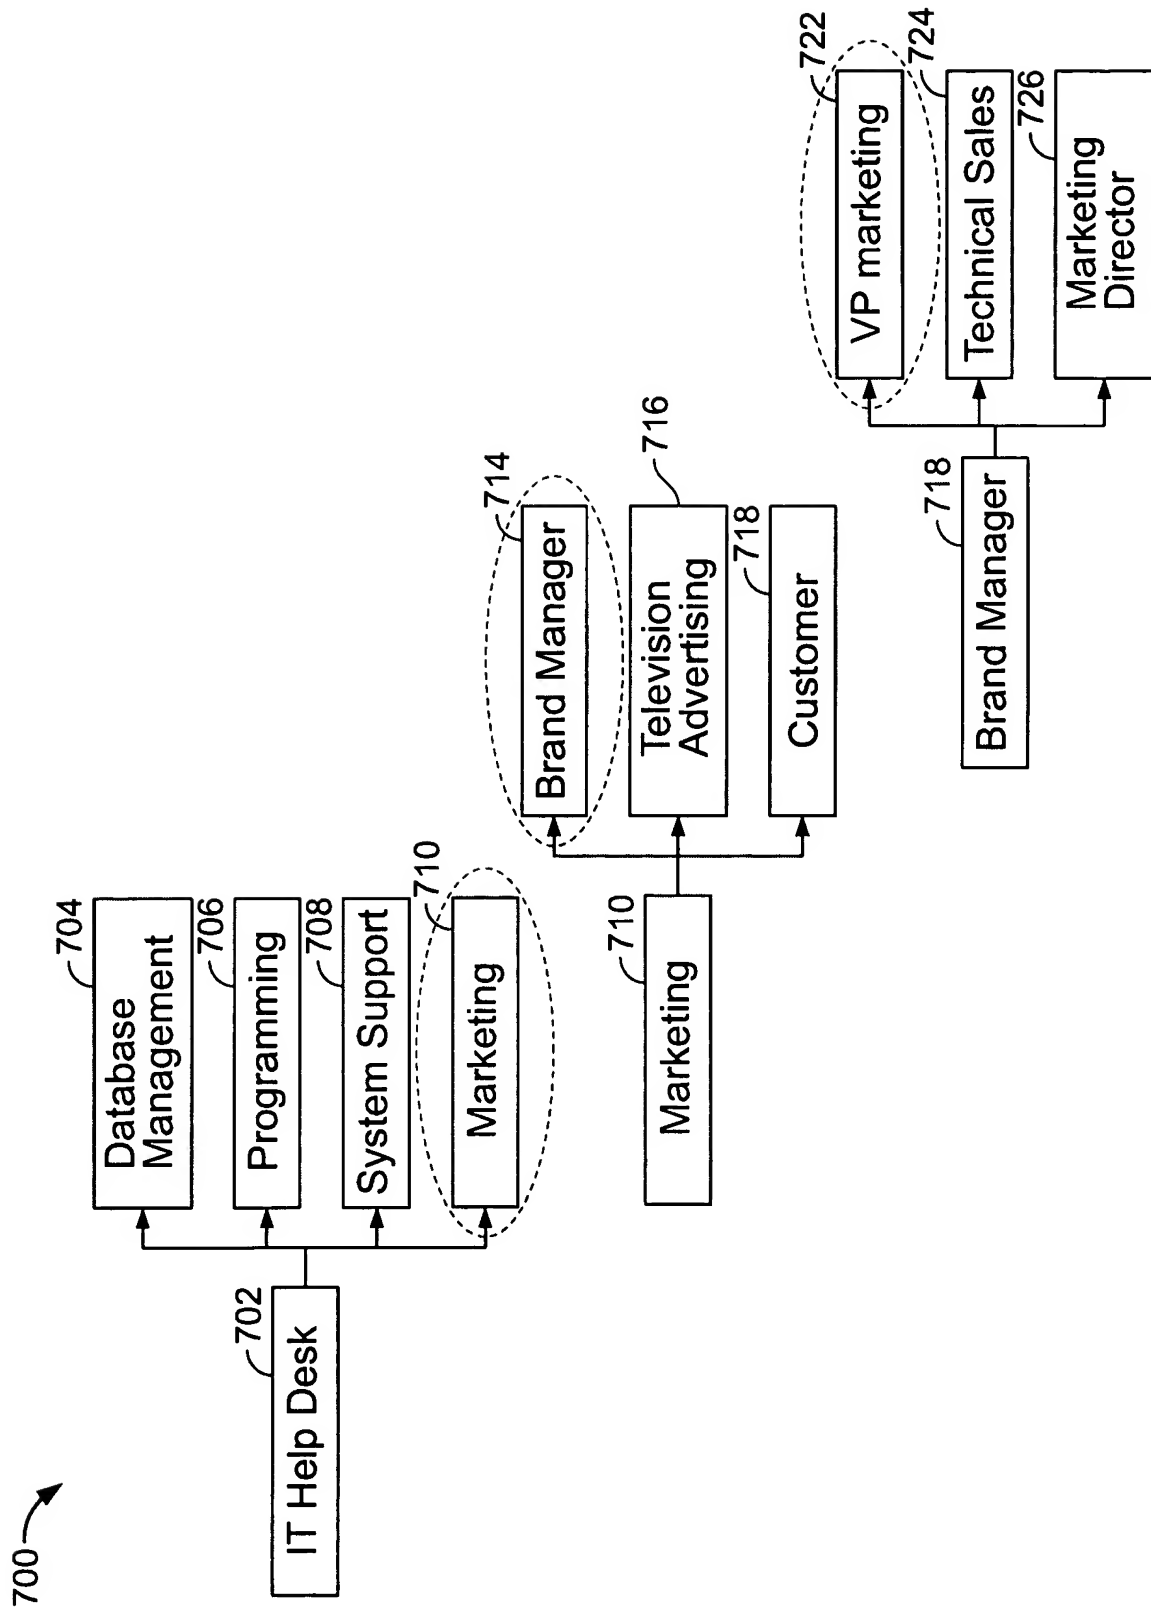 700
702
IT Help Desk
704
Database
Management
706
Programming
708
System Support
710
Marketing
710
Marketing
714
Brand Manager
716
Television
Advertising
718
Customer
718
Brand Manager
722
VP marketing
724
Technical Sales
726
Marketing
Director